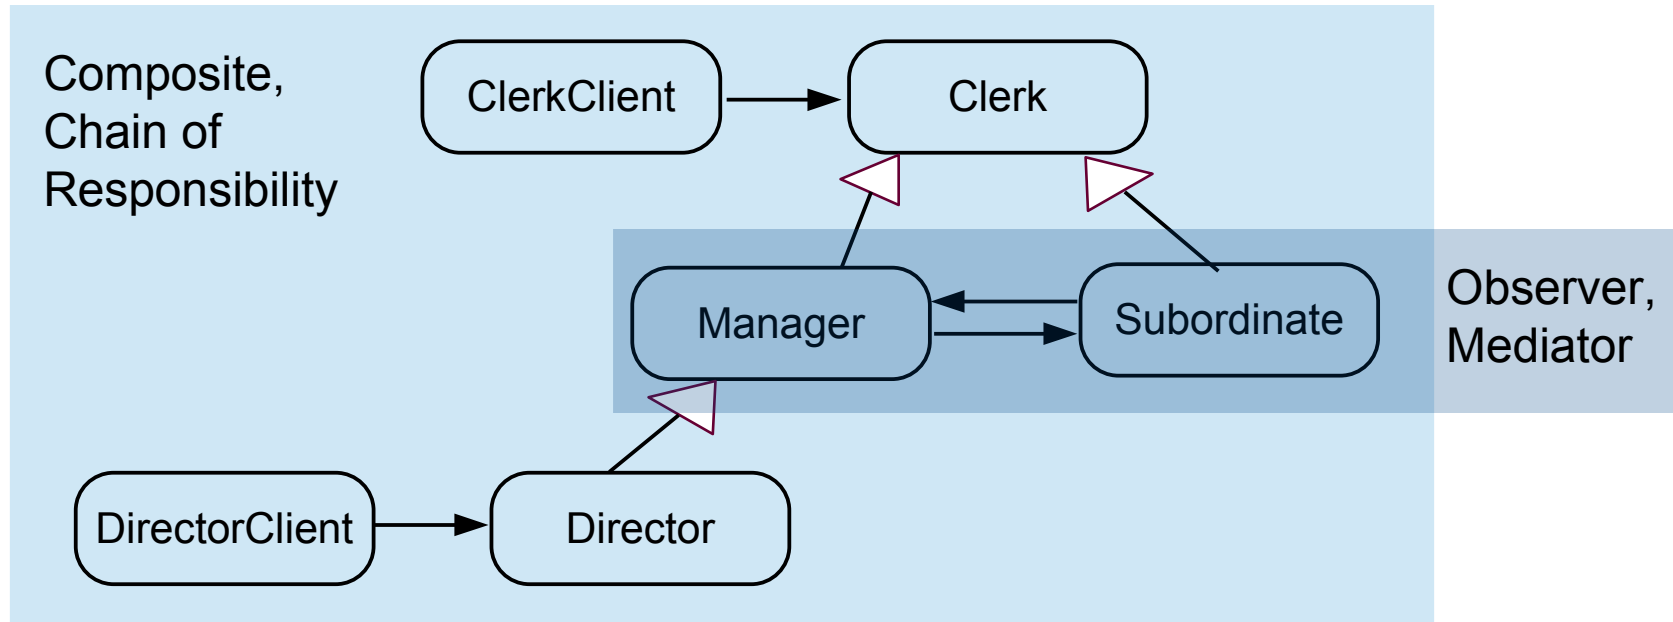 Composite,
Chain of
Responsibility
ClerkClient
Clerk
Manager
Subordinate
Observer,
Mediator
DirectorClient
Director